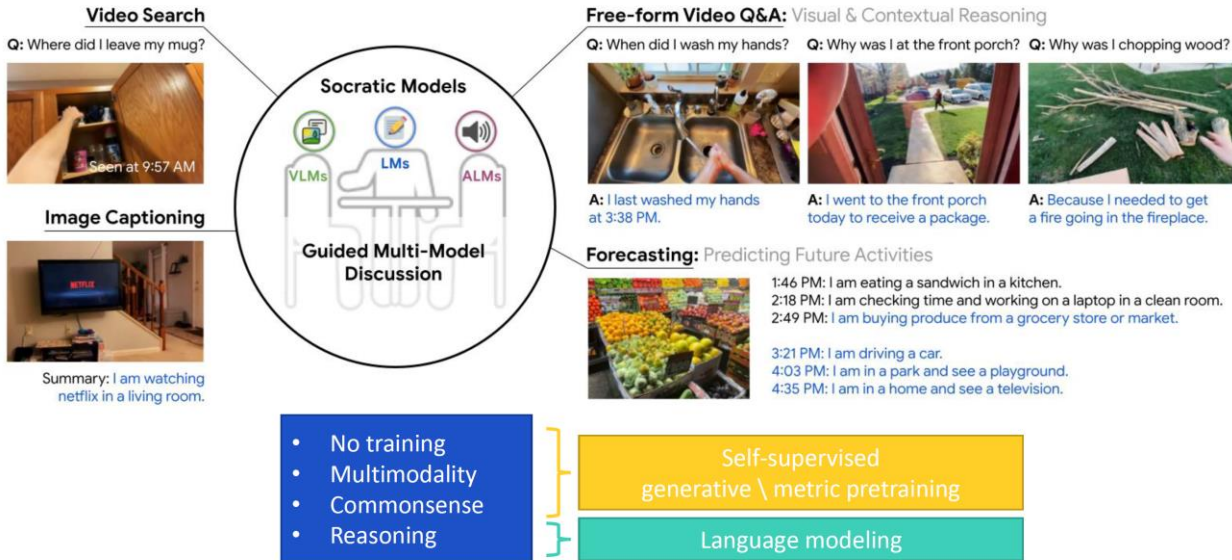 Video Search
Q: Where did I leave my mug?
Seen at 9:57 AM
Image Captioning
NETFLIX
Summary: I am watching
netflix in a living room.
Socratic Models
VLMs
LMs
ALMs
Guided Multi-Model
Discussion
Free-form Video Q&A: Visual & Contextual Reasoning
Q: When did I wash my hands?
A: I last washed my hands
at 3:38 PM.
Q: Why was I at the front porch?
A: I went to the front porch
today to receive a package.
Q: Why was I chopping wood?
A: Because I needed to get
a fire going in the fireplace.
Forecasting: Predicting Future Activities
1:46 PM: I am eating a sandwich in a kitchen.
2:18 PM: I am checking time and working on a laptop in a clean room.
2:49 PM: I am buying produce from a grocery store or market.
3:21 PM: I am driving a car.
4:03 PM: I am in a park and see a playground.
4:35 PM: I am in a home and see a television.
• No training
• Multimodality
• Commonsense
• Reasoning
Self-supervised
generative \ metric pretraining
Language modeling